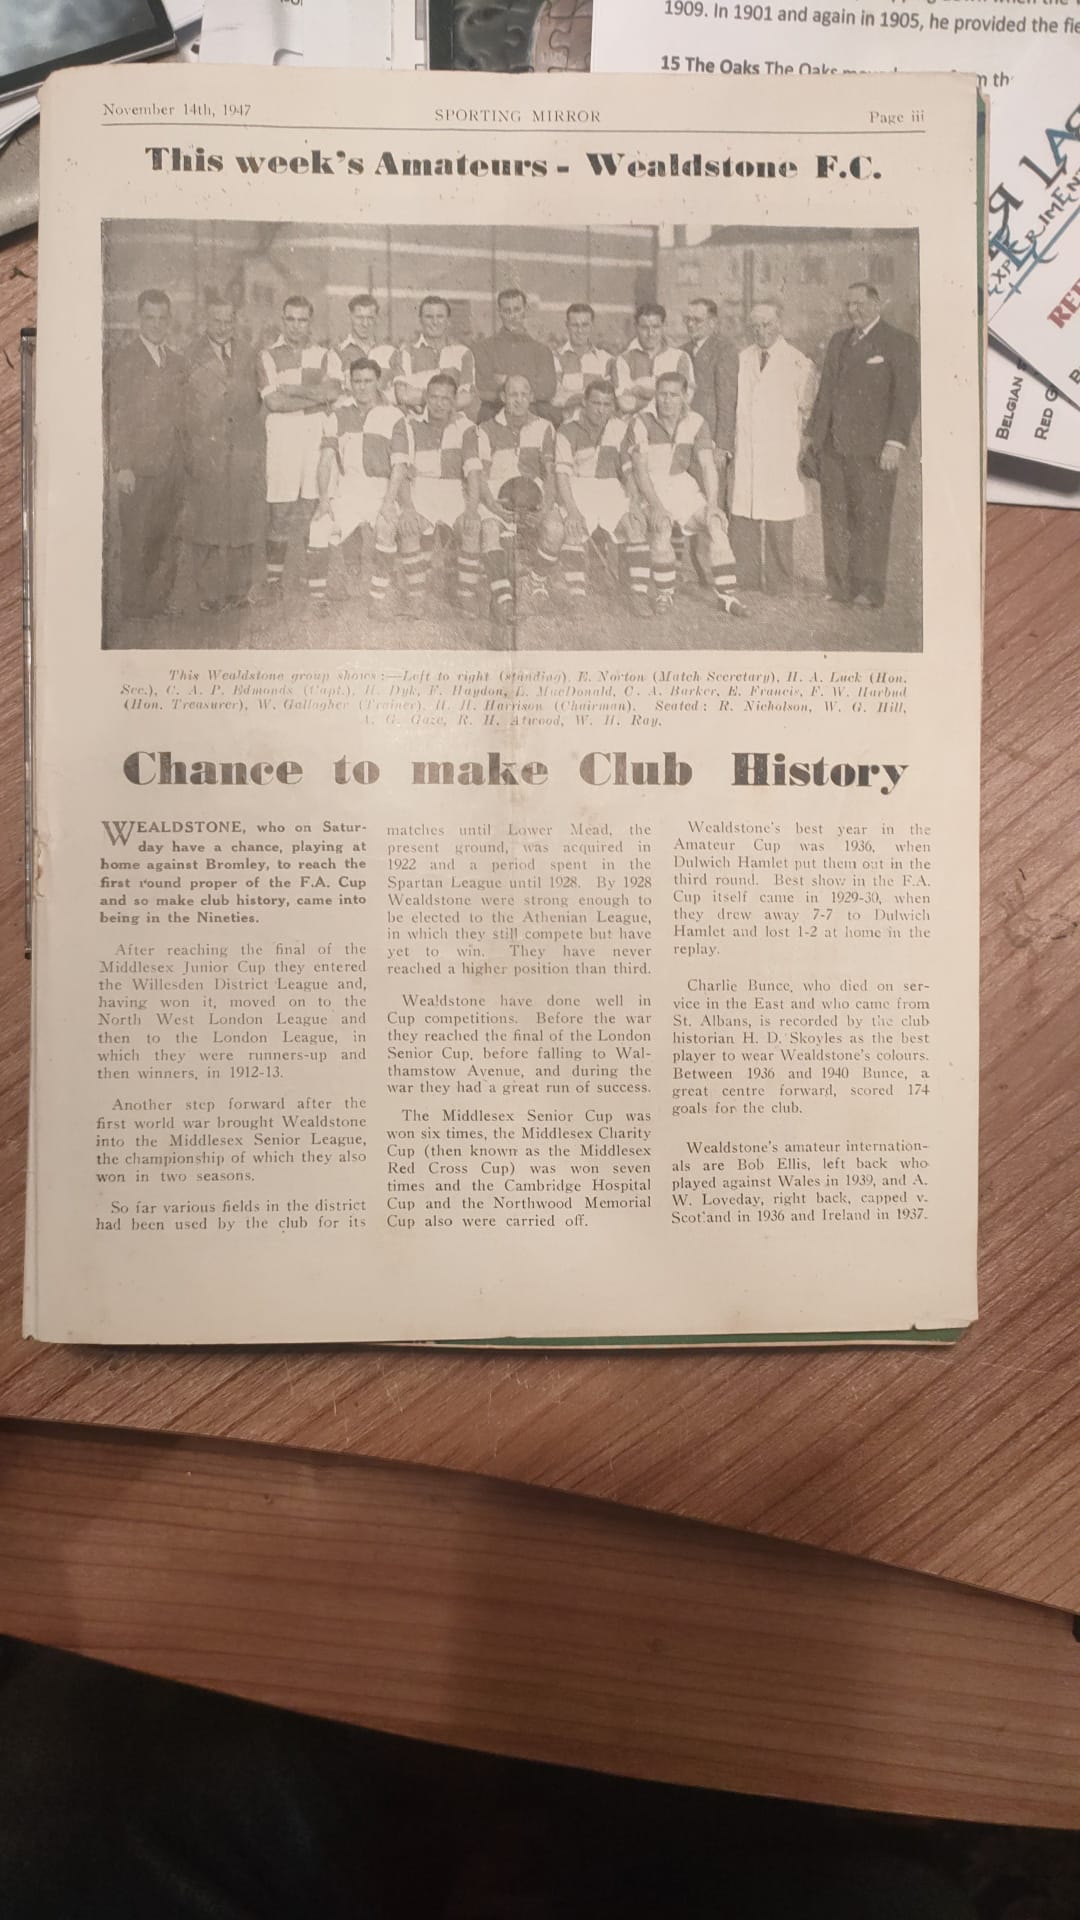 1909. In 1901 and again in 1905, he provided the fie
15 The Oaks The Oaks
BELGIAN
RED
November 14th, 1947
SPORTING MIRROR
Page iii
This week's Amateurs - Wealdstone F.C.
This Wealdstone group shows :—Left to right (standing), E. Norton (Match Secretary), H. A. Luck (Hon.
Sec.), C. A. P. Edmonds (Capt.), H. Dyk, F. Haydon, L. MacDonald, C. A. Barker, E. Francis, F. W. Harbud
(Hon. Treasurer), W. Gallagher (Trainer), H. H. Harrison (Chairman). Seated : R. Nicholson, W. G. Hill,
A. G. Gaze, R. H. Atwood, W. H. Ray.
Chance to make Club History
WEALDSTONE, who on Satur-
day have a chance, playing at
home against Bromley, to reach the
first round proper of the F.A. Cup
and so make club history, came into
being in the Nineties.
After reaching the final of the
Middlesex Junior Cup they entered
the Willesden District League and,
having won it, moved on to the
North West London League and
then to the London League, in
which they were runners-up and
then winners, in 1912-13.
Another step forward after the
first world war brought Wealdstone
into the Middlesex Senior League,
the championship of which they also
won in two seasons.
So far various fields in the district
had been used by the club for its
matches until Lower Mead, the
present ground, was acquired in
1922 and a period spent in the
Spartan League until 1928. By 1928
Wealdstone were strong enough to
be elected to the Athenian League,
in which they still compete but have
yet to win. They have never
reached a higher position than third.
Wealdstone have done well in
Cup competitions. Before the war
they reached the final of the London
Senior Cup, before falling to Wal-
thamstow Avenue, and during the
war they had a great run of success.
The Middlesex Senior Cup was
won six times, the Middlesex Charity
Cup (then known as the Middlesex
Red Cross Cup) was won seven
times and the Cambridge Hospital
Cup and the Northwood Memorial
Cup also were carried off.
Wealdstone's best year in the
Amateur Cup was 1936, when
Dulwich Hamlet put them out in the
third round. Best show in the F.A.
Cup itself came in 1929-30, when
they drew away 7-7 to Dulwich
Hamlet and lost 1-2 at home in the
replay.
Charlie Bunce, who died on ser-
vice in the East and who came from
St. Albans, is recorded by the club
historian H. D. Skoyles as the best
player to wear Wealdstone's colours.
Between 1936 and 1940 Bunce, a
great centre forward, scored 174
goals for the club.
Wealdstone's amateur internation-
als are Bob Ellis, left back who
played against Wales in 1939, and A.
W. Loveday, right back, capped v.
Scotland in 1936 and Ireland in 1937.